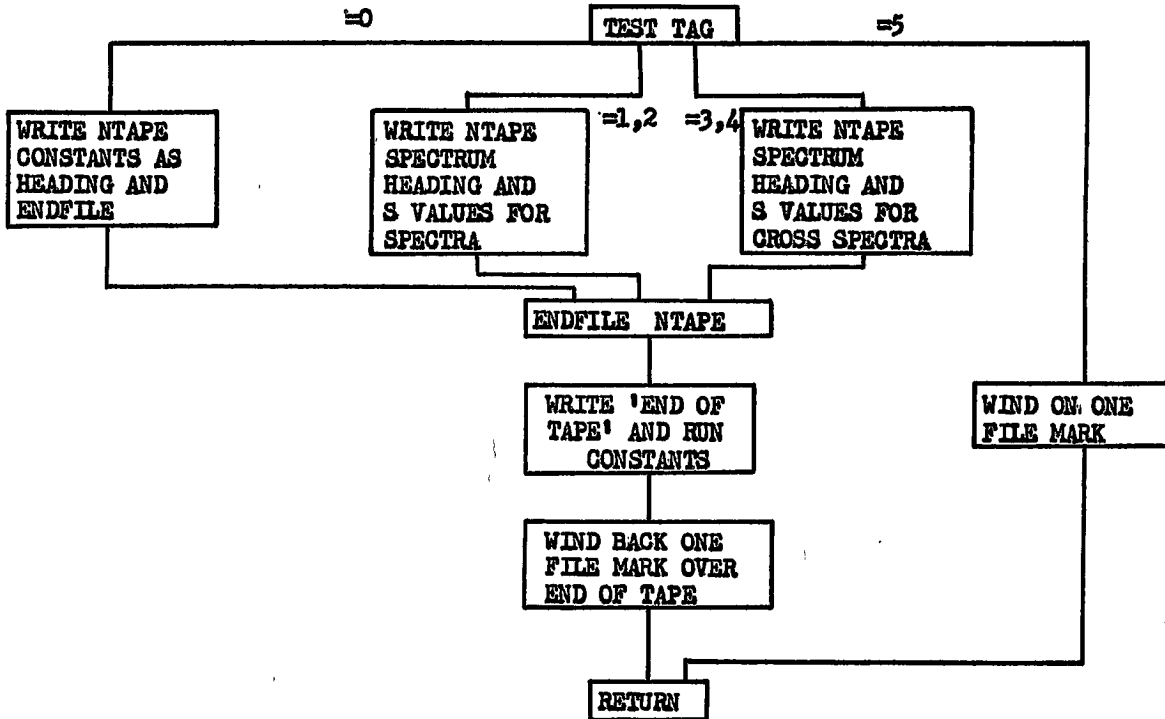 =0
TEST TAG
=5
WRITE NTAPE
CONSTANTS AS
HEADING AND
ENDFILE
WRITE NTAPE
SPECTRUM
HEADING AND
S VALUES FOR
SPECTRA
=1,2
=3,4
WRITE NTAPE
SPECTRUM
HEADING AND
S VALUES FOR
CROSS SPECTRA
ENDFILE NTAPE
WRITE 'END OF
TAPE' AND RUN
CONSTANTS
WIND ON ONE
FILE MARK
WIND BACK ONE
FILE MARK OVER
END OF TAPE
RETURN